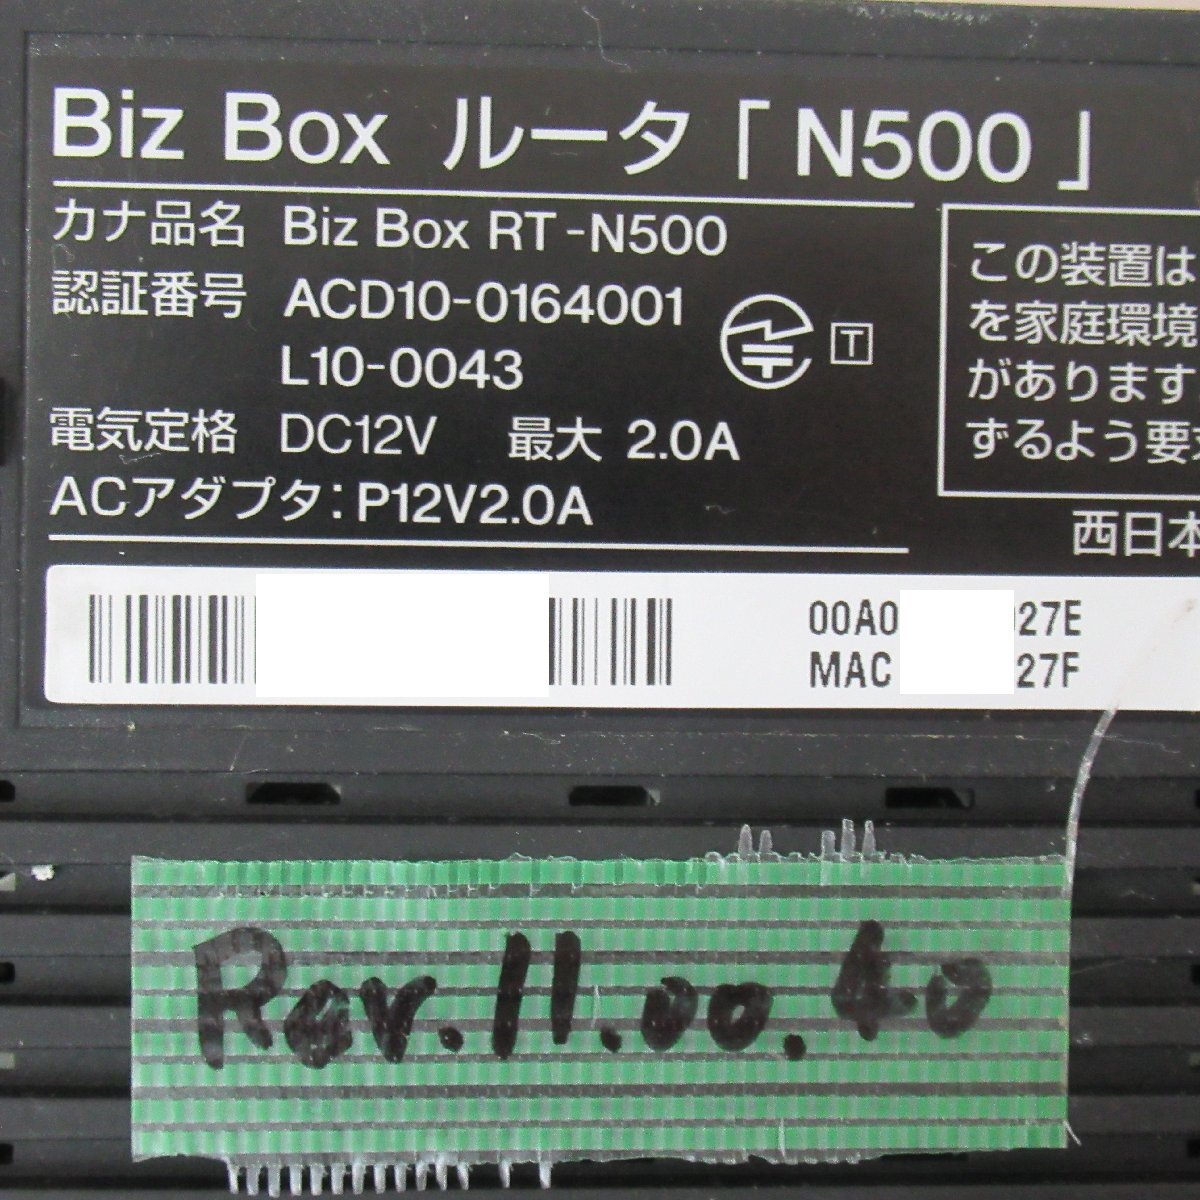 Biz Box ルータ「N500」
カナ品名 Biz Box RT-N500
認証番号 ACD10-0164001
L10-0043
T
電気定格 DC12V 最大 2.0A
ACアダプタ:P12V2.0A
この装置は
を家庭環境
があります
ずるよう要
西日本
00A0 27E
MAC 27F
Rev.11.00.40